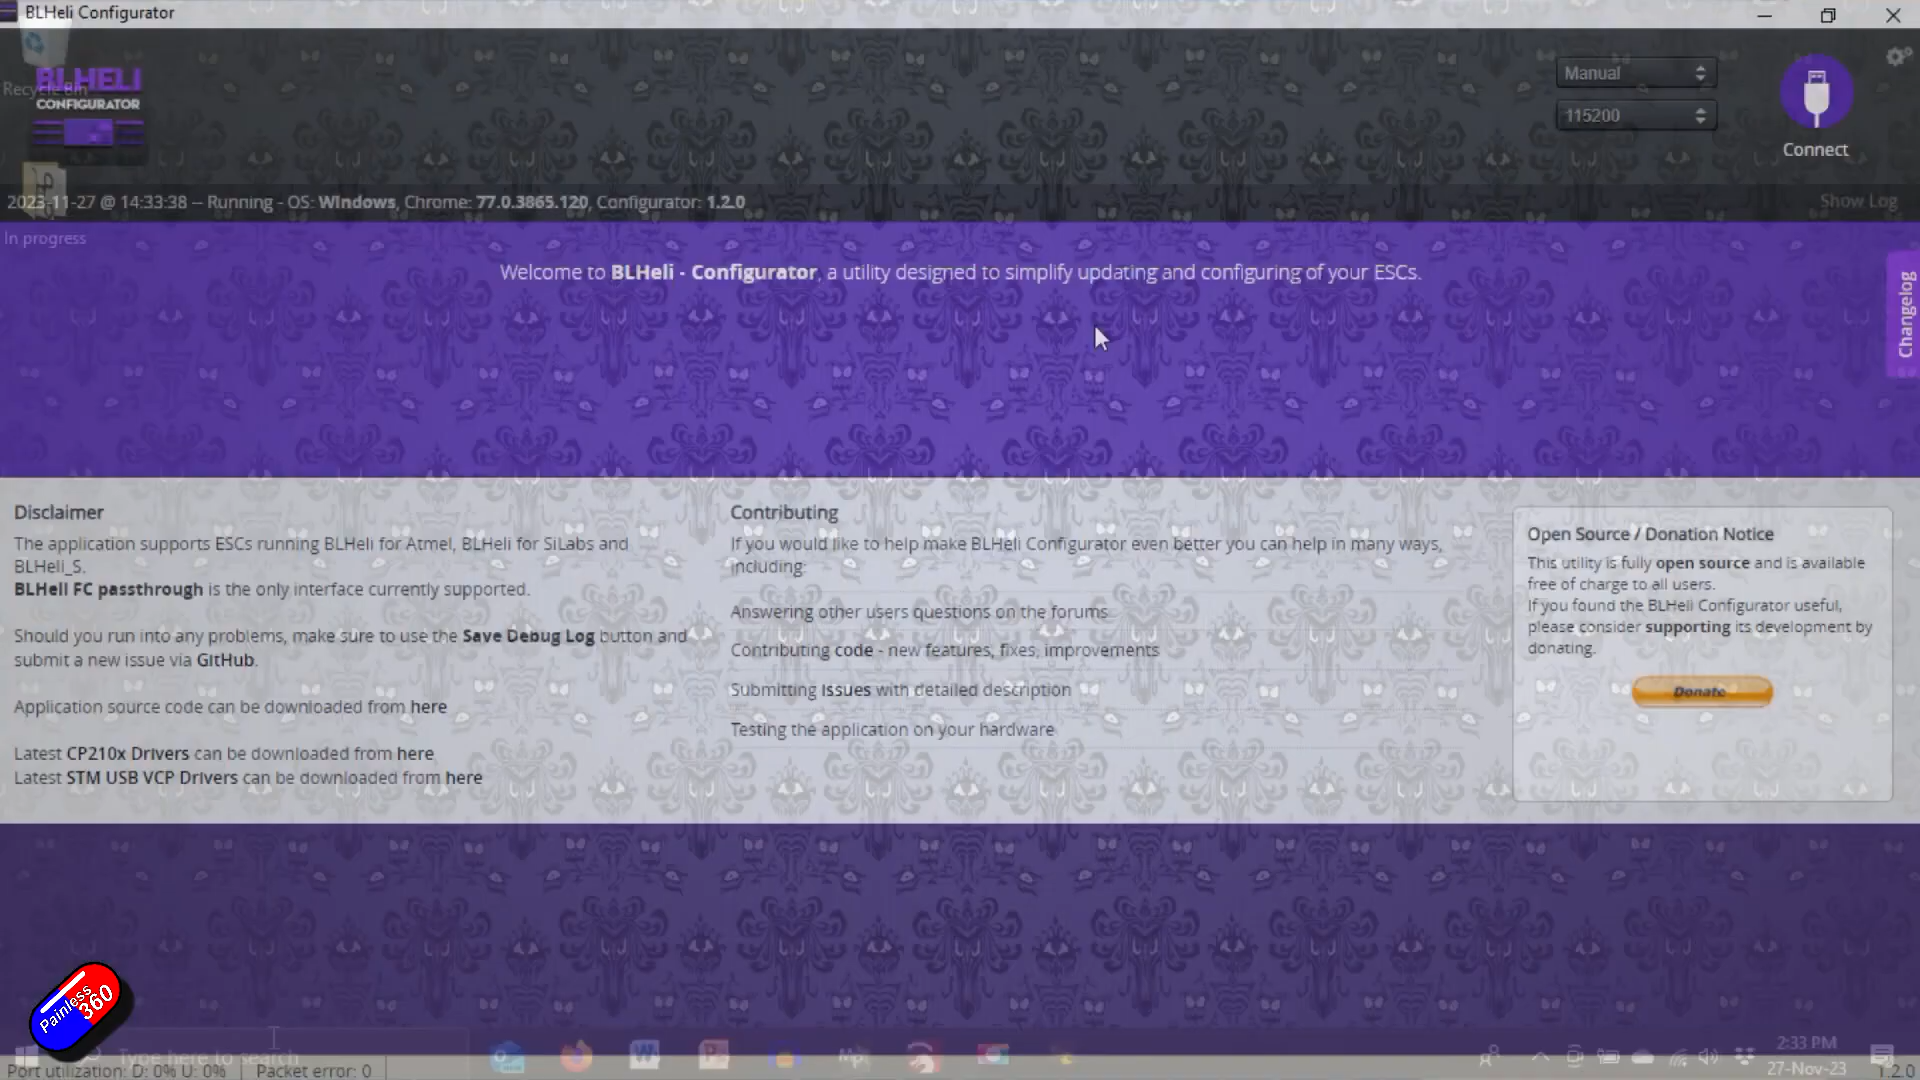 BLHeli Configurator
Recycle Bin
BLHELI
CONFIGURATOR
Manual
115200
Connect
2023-11-27 @ 14:33:38 -- Running - OS: Windows, Chrome: 77.0.3865.120, Configurator: 1.2.0
Show Log
In progress
Welcome to BLHeli - Configurator, a utility designed to simplify updating and configuring of your ESCs.
Changelog
Disclaimer
The application supports ESCs running BLHeli for Atmel, BLHeli for SiLabs and
BLHeli_S.
BLHeli FC passthrough is the only interface currently supported.
Should you run into any problems, make sure to use the Save Debug Log button and
submit a new issue via GitHub.
Application source code can be downloaded from here
Latest CP210x Drivers can be downloaded from here
Latest STM USB VCP Drivers can be downloaded from here
Contributing
If you would like to help make BLHeli Configurator even better you can help in many ways,
including:
Answering other users questions on the forums
Contributing code - new features, fixes, improvements
Submitting issues with detailed description
Testing the application on your hardware
Open Source / Donation Notice
This utility is fully open source and is available
free of charge to all users.
If you found the BLHeli Configurator useful,
please consider supporting its development by
donating.
Donate
Painless
360
Type here to search
2:33 PM
27-Nov-23
Port utilization: D: 0% U: 0%
Packet error: 0
1.2.0